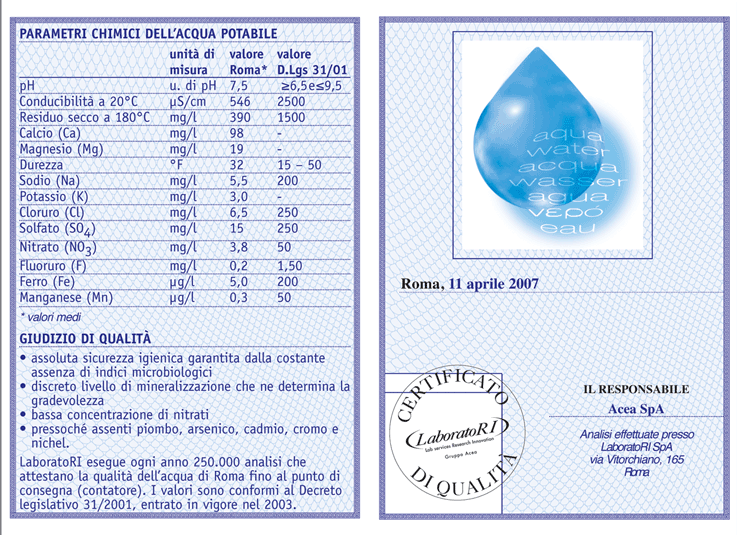 PARAMETRI CHIMICI DELL'ACQUA POTABILE
unità di misura valore Roma* valore D.Lgs 31/01
pH u. di pH 7,5 ≥6,5e≤9,5
Conducibilità a 20°C µS/cm 546 2500
Residuo secco a 180°C mg/l 390 1500
Calcio (Ca) mg/l 98 -
Magnesio (Mg) mg/l 19 -
Durezza °F 32 15 – 50
Sodio (Na) mg/l 5,5 200
Potassio (K) mg/l 3,0 -
Cloruro (Cl) mg/l 6,5 250
Solfato (SO4) mg/l 15 250
Nitrato (NO3) mg/l 3,8 50
Fluoruro (F) mg/l 0,2 1,50
Ferro (Fe) µg/l 5,0 200
Manganese (Mn) µg/l 0,3 50
* valori medi
GIUDIZIO DI QUALITÀ
• assoluta sicurezza igienica garantita dalla costante
assenza di indici microbiologici
• discreto livello di mineralizzazione che ne determina la
gradevolezza
• bassa concentrazione di nitrati
• pressoché assenti piombo, arsenico, cadmio, cromo e
nichel.
LaboratoRI esegue ogni anno 250.000 analisi che
attestano la qualità dell'acqua di Roma fino al punto di
consegna (contatore). I valori sono conformi al Decreto
legislativo 31/2001, entrato in vigore nel 2003.
aqua
water
acqua
wasser
agua
νερό
eau
Roma, 11 aprile 2007
CERTIFICATO
LaboratoRI
Lab services Research Innovation
Gruppo Acea
DI QUALITÀ
IL RESPONSABILE
Acea SpA
Analisi effettuate presso
LaboratoRI SpA
via Vitorchiano, 165
Roma